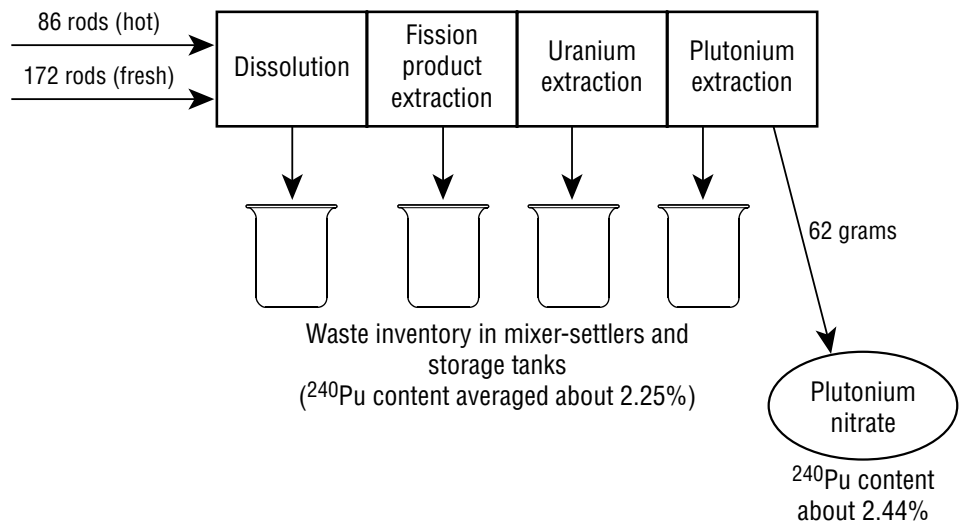 86 rods (hot)
172 rods (fresh)
Dissolution
Fission
product
extraction
Uranium
extraction
Plutonium
extraction
62 grams
Waste inventory in mixer-settlers and
storage tanks
(²⁴⁰Pu content averaged about 2.25%)
Plutonium
nitrate
²⁴⁰Pu content
about 2.44%